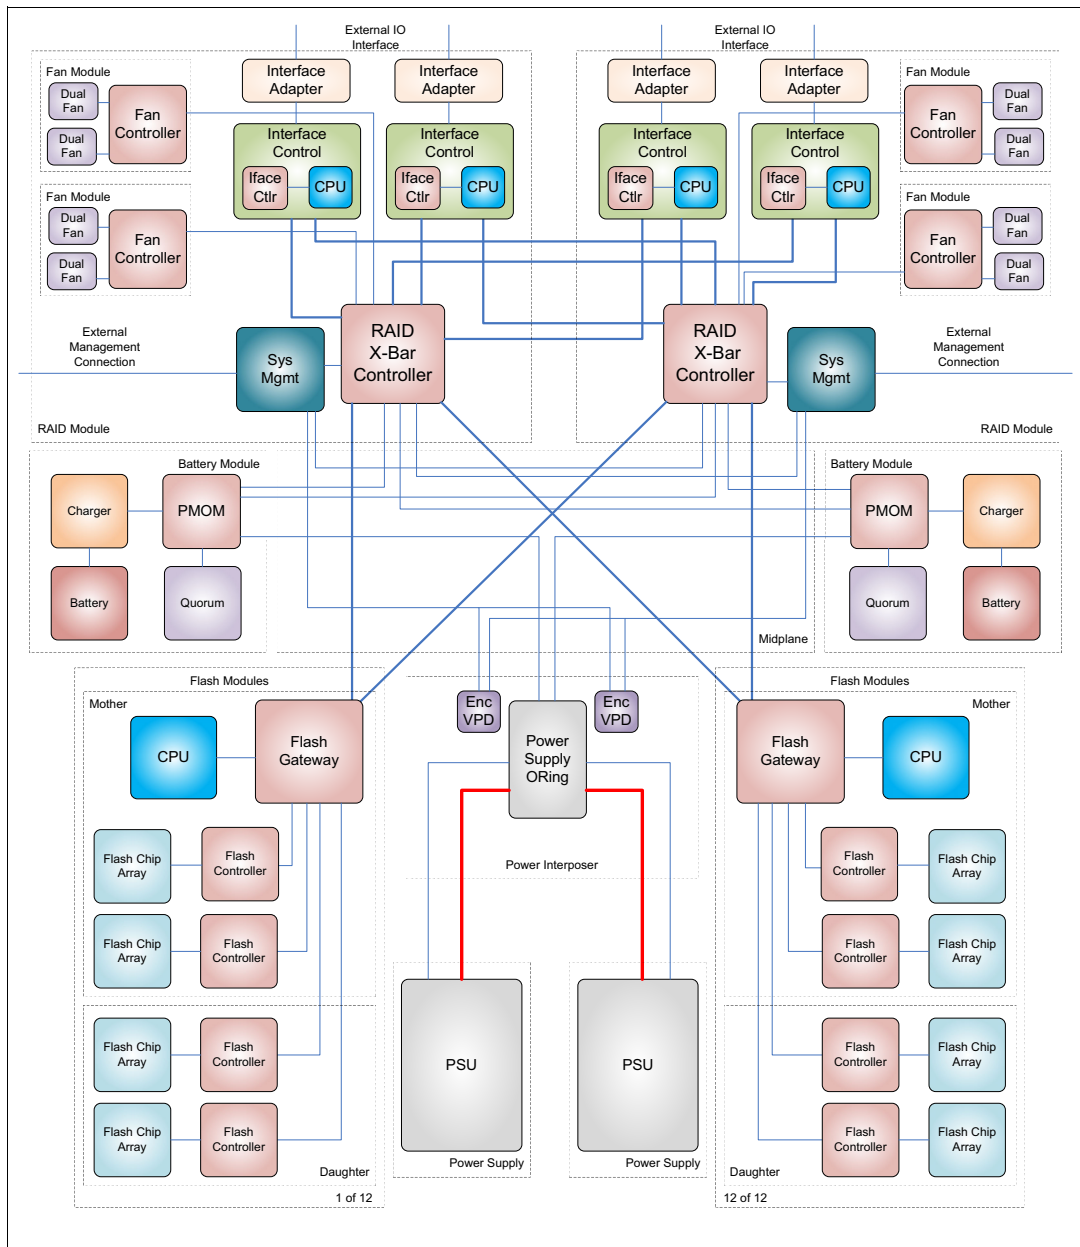 External IO
Interface
External IO
Interface
Fan Module
Dual
Fan
Dual
Fan
Fan
Controller
Interface
Adapter
Interface
Adapter
Interface
Adapter
Interface
Adapter
Fan Module
Fan
Controller
Dual
Fan
Dual
Fan
Interface
Control
Iface
Ctlr
CPU
Interface
Control
Iface
Ctlr
CPU
Interface
Control
Iface
Ctlr
CPU
Interface
Control
Iface
Ctlr
CPU
Fan Module
Dual
Fan
Dual
Fan
Fan
Controller
Fan Module
Fan
Controller
Dual
Fan
Dual
Fan
External
Management
Connection
Sys
Mgmt
RAID
X-Bar
Controller
RAID
X-Bar
Controller
Sys
Mgmt
External
Management
Connection
RAID Module
RAID Module
Battery Module
Charger
PMOM
Battery
Quorum
Battery Module
PMOM
Charger
Quorum
Battery
Midplane
Flash Modules
Mother
CPU
Flash
Gateway
Flash Chip
Array
Flash
Controller
Flash Chip
Array
Flash
Controller
Flash Chip
Array
Flash
Controller
Flash Chip
Array
Flash
Controller
Daughter
1 of 12
Enc
VPD
Power
Supply
ORing
Enc
VPD
Power Interposer
PSU
Power Supply
PSU
Power Supply
Flash Modules
Mother
Flash
Gateway
CPU
Flash
Controller
Flash Chip
Array
Flash
Controller
Flash Chip
Array
Flash
Controller
Flash Chip
Array
Flash
Controller
Flash Chip
Array
Daughter
12 of 12